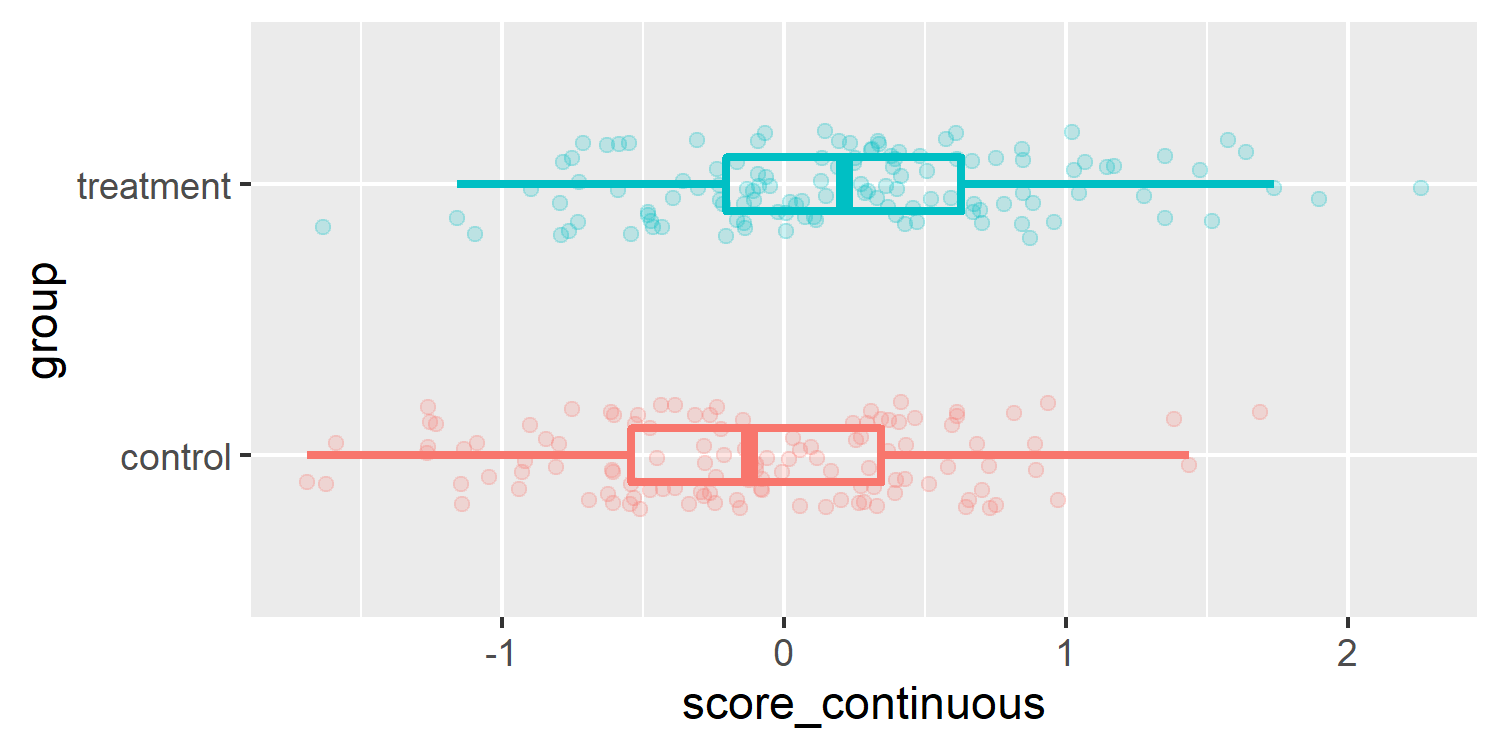 group
treatment
control
-1 0 1 2
score_continuous